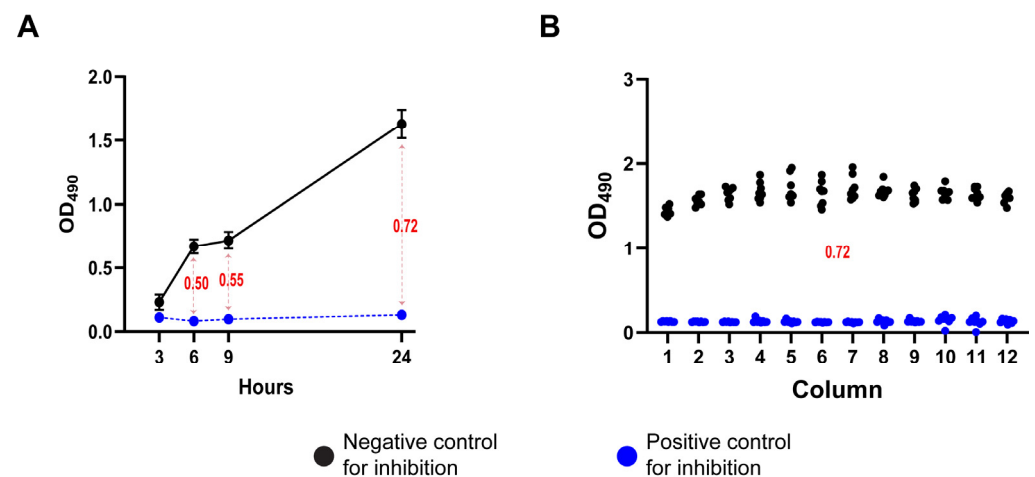 A
B
2.0
1.5
1.0
0.5
0.0
OD490
0.50
0.55
0.72
3 6 9 24
Hours
3
2
1
0
OD490
0.72
1 2 3 4 5 6 7 8 9 10 11 12
Column
Negative control
for inhibition
Positive control
for inhibition